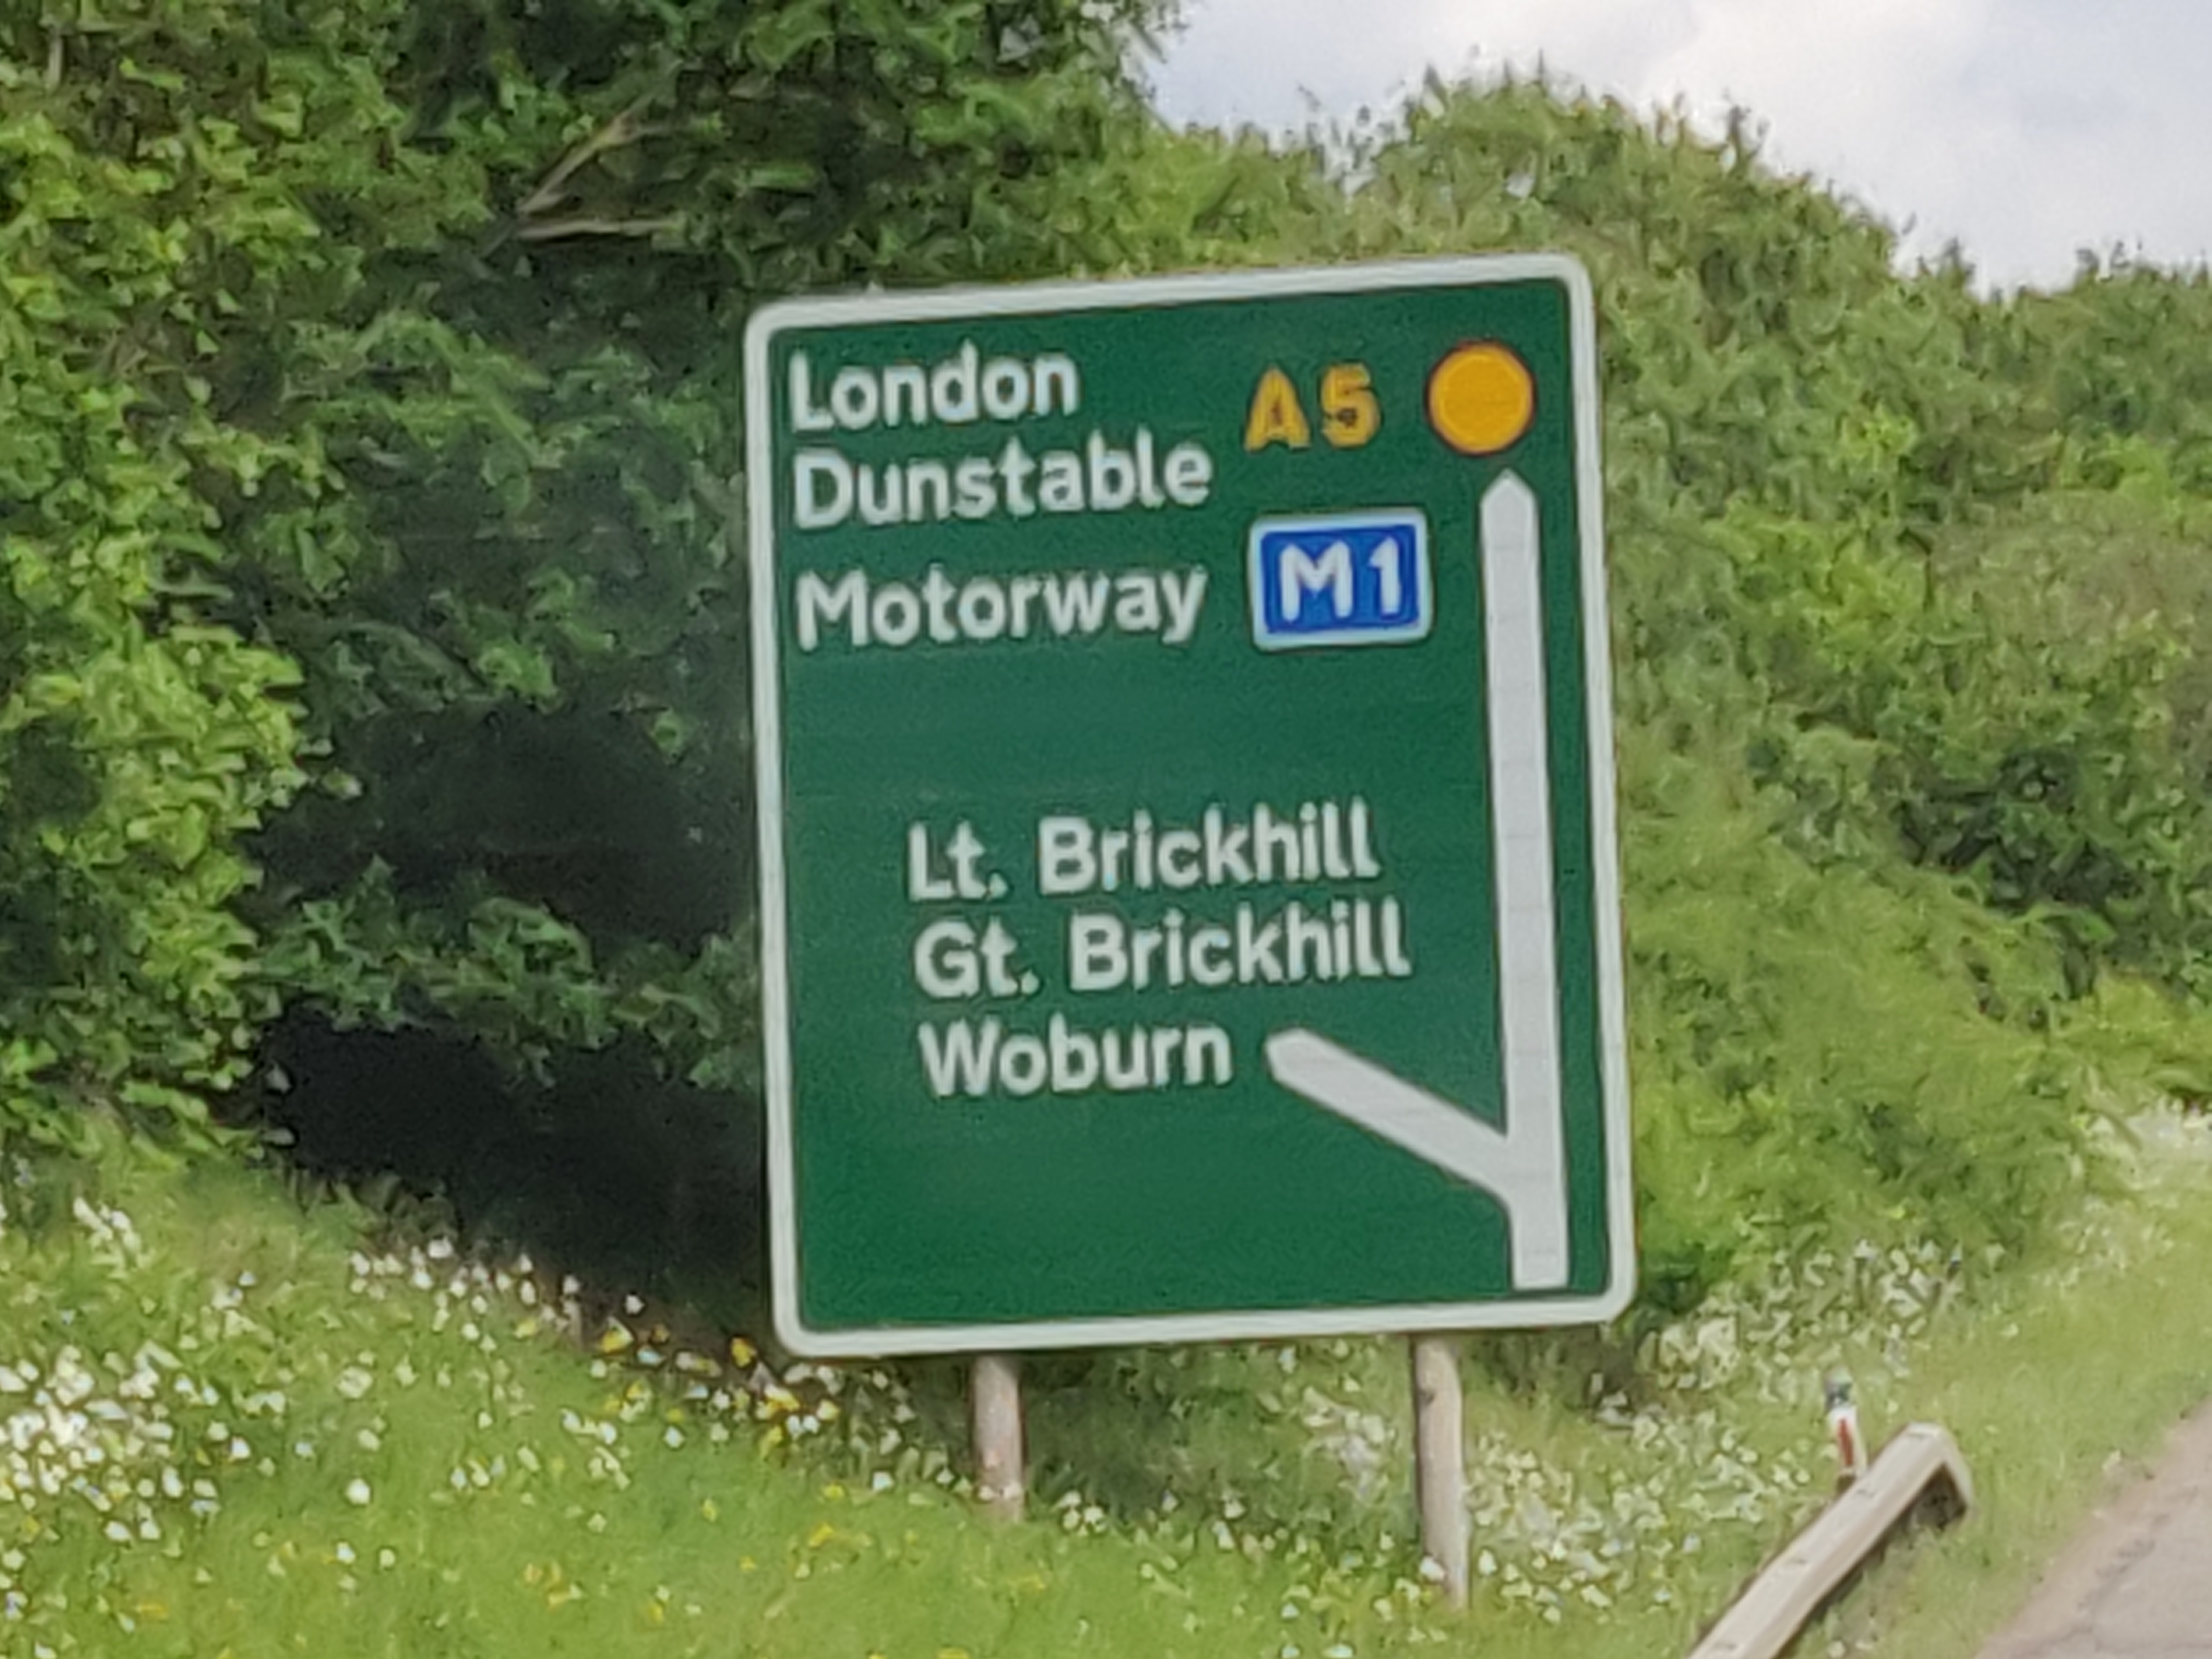 London
Dunstable A5
Motorway M1
Lt. Brickhill
Gt. Brickhill
Woburn